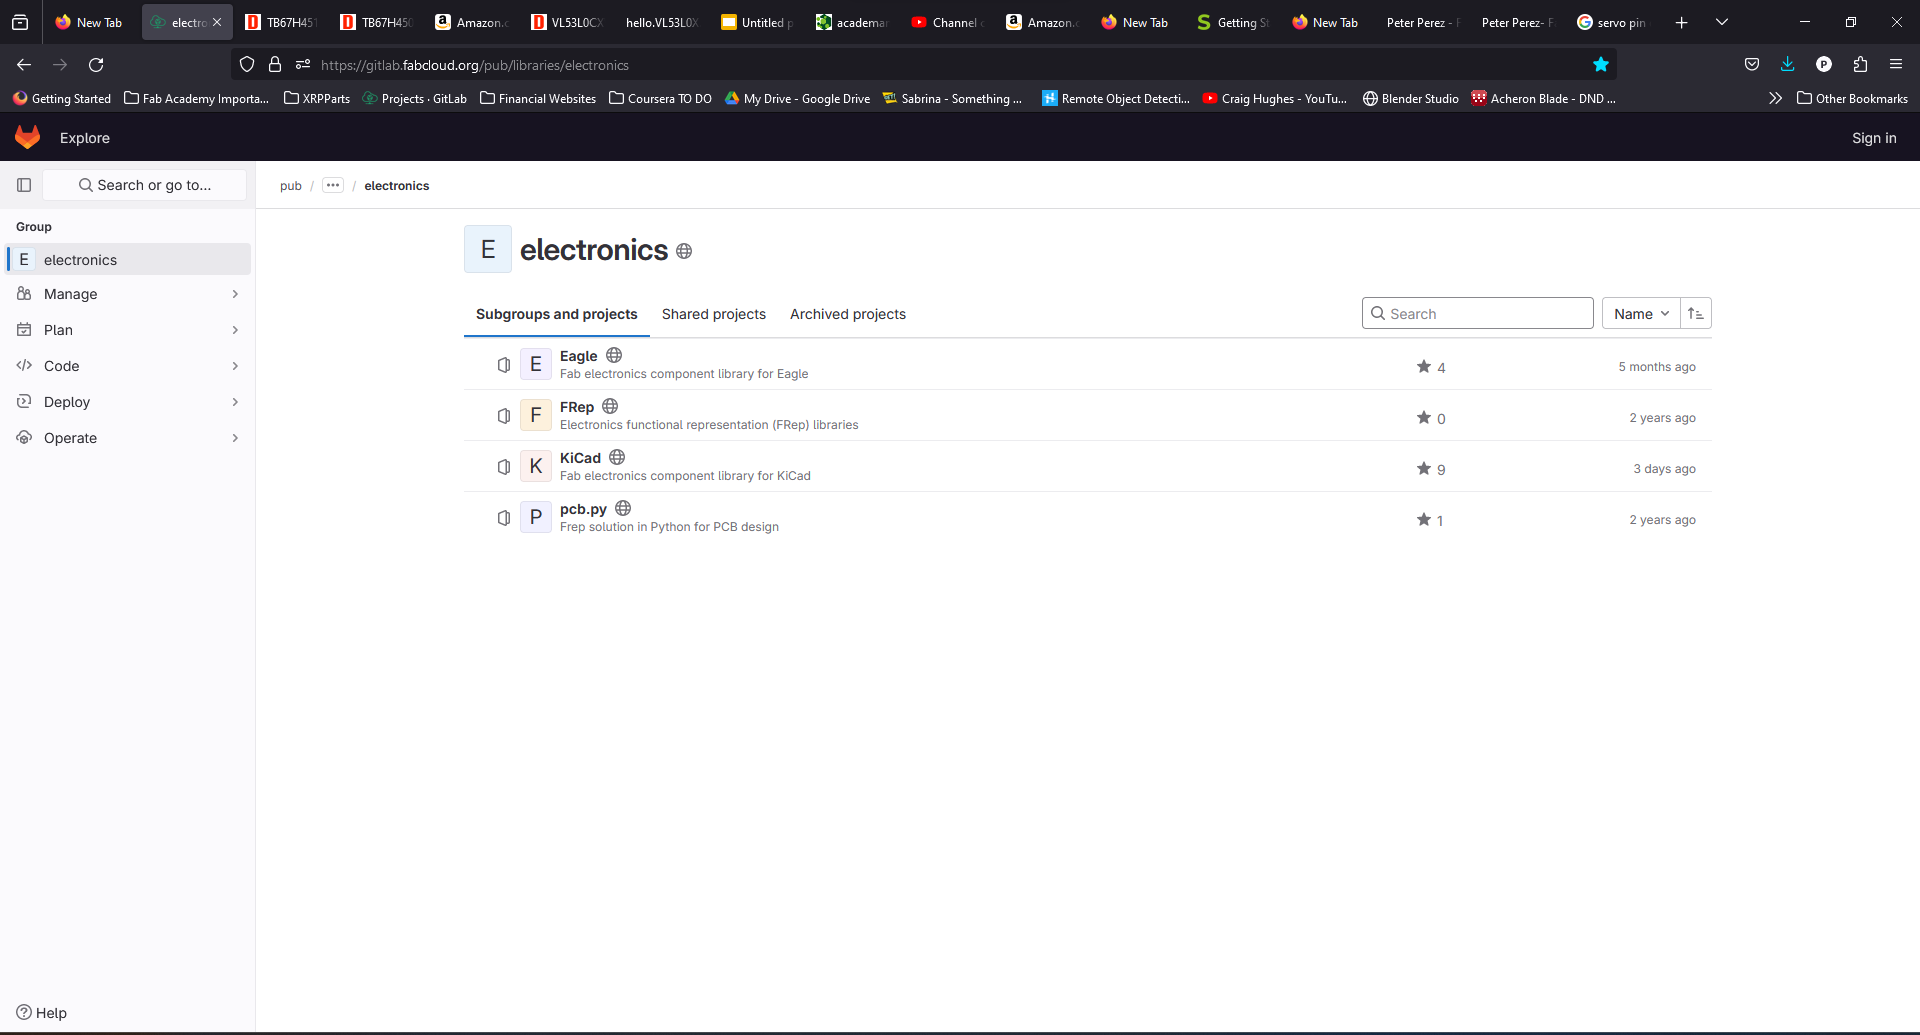 New Tab
electro
TB67H451
TB67H450
Amazon.c
VL53L0CX
hello.VL53L0X
Untitled p
academa
Channel c
Amazon.c
New Tab
Getting St
New Tab
Peter Perez - F
Peter Perez- F
servo pin
https://gitlab.fabcloud.org/pub/libraries/electronics
P
Getting Started
Fab Academy Importa...
XRPParts
Projects · GitLab
Financial Websites
Coursera TO DO
My Drive - Google Drive
Sabrina - Something ...
Remote Object Detecti...
Craig Hughes - YouTu...
Blender Studio
Acheron Blade - DND ...
Other Bookmarks
Explore
Sign in
Search or go to...
pub / ••• / electronics
Group
E electronics
Manage
Plan
Code
Deploy
Operate
E electronics
Subgroups and projects
Shared projects
Archived projects
Search
Name
E Eagle
Fab electronics component library for Eagle
4
5 months ago
F FRep
Electronics functional representation (FRep) libraries
0
2 years ago
K KiCad
Fab electronics component library for KiCad
9
3 days ago
P pcb.py
Frep solution in Python for PCB design
1
2 years ago
Help